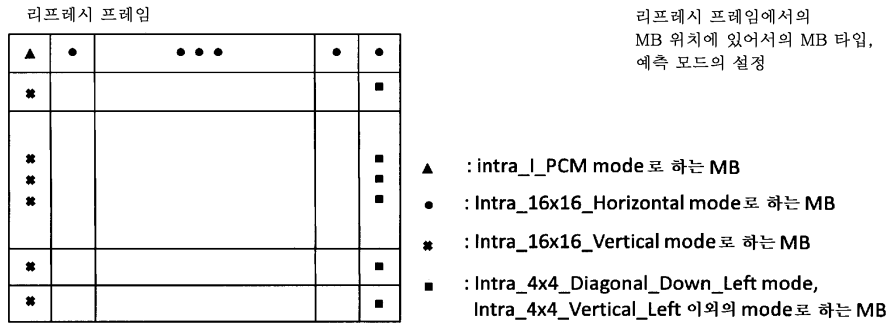 리프레시 프레임
리프레시 프레임에서의
MB 위치에 있어서의 MB 타입,
예측 모드의 설정
: intra_I_PCM mode로 하는 MB
: Intra_16x16_Horizontal mode로 하는 MB
: Intra_16x16_Vertical mode로 하는 MB
: Intra_4x4_Diagonal_Down_Left mode,
Intra_4x4_Vertical_Left 이외의 mode로 하는 MB